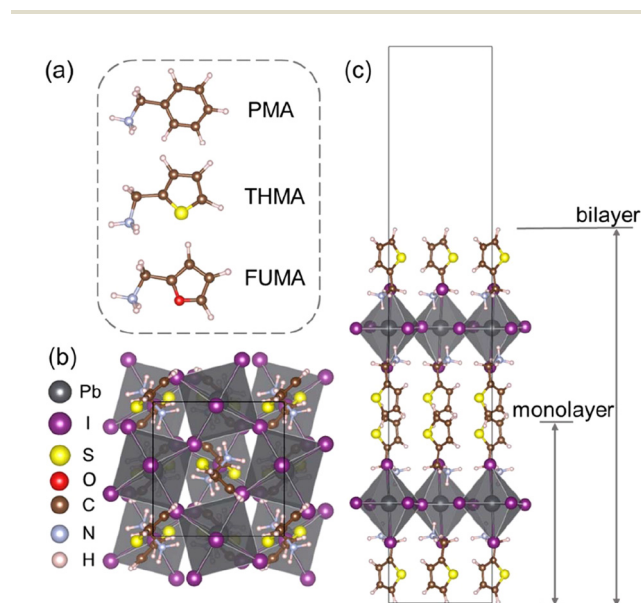 (a)
PMA
THMA
FUMA
(b)
Pb
I
S
O
C
N
H
(c)
bilayer
monolayer